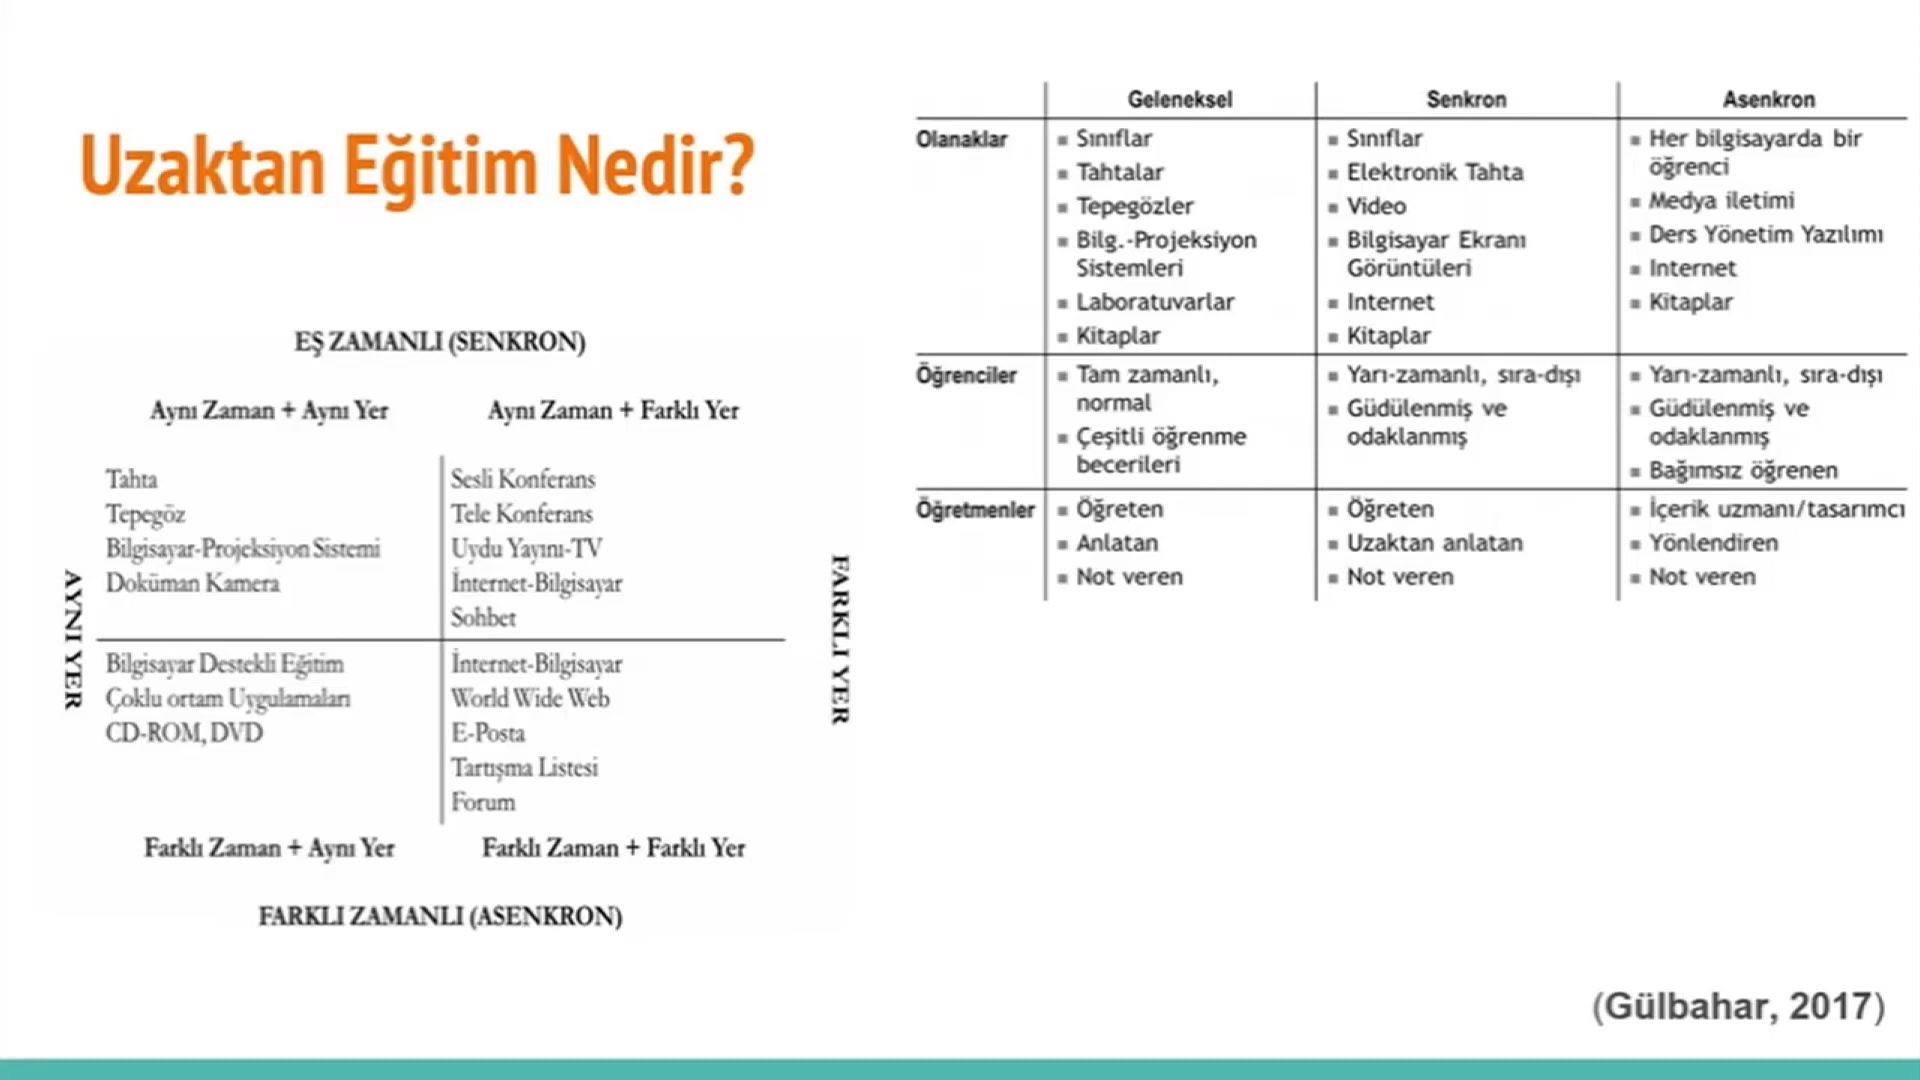 Uzaktan Eğitim Nedir?
EŞ ZAMANLI (SENKRON)
Aynı Zaman + Aynı Yer
Aynı Zaman + Farklı Yer
AYNI YER
Tahta
Tepegöz
Bilgisayar-Projeksiyon Sistemi
Doküman Kamera
Sesli Konferans
Tele Konferans
Uydu Yayını-TV
İnternet-Bilgisayar
Sohbet
FARKLI YER
Bilgisayar Destekli Eğitim
Çoklu ortam Uygulamaları
CD-ROM, DVD
İnternet-Bilgisayar
World Wide Web
E-Posta
Tartışma Listesi
Forum
Farklı Zaman + Aynı Yer
Farklı Zaman + Farklı Yer
FARKLI ZAMANLI (ASENKRON)
Geleneksel
Senkron
Asenkron
Olanaklar
Sınıflar
Tahtalar
Tepegözler
Bilg.-Projeksiyon
Sistemleri
Laboratuvarlar
Kitaplar
Sınıflar
Elektronik Tahta
Video
Bilgisayar Ekranı
Görüntüleri
Internet
Kitaplar
Her bilgisayarda bir
öğrenci
Medya iletimi
Ders Yönetim Yazılımı
Internet
Kitaplar
Öğrenciler
Tam zamanlı,
normal
Çeşitli öğrenme
becerileri
Yarı-zamanlı, sıra-dışı
Güdülenmiş ve
odaklanmış
Yarı-zamanlı, sıra-dışı
Güdülenmiş ve
odaklanmış
Bağımsız öğrenen
Öğretmenler
Öğreten
Anlatan
Not veren
Öğreten
Uzaktan anlatan
Not veren
İçerik uzmanı/tasarımcı
Yönlendiren
Not veren
(Gülbahar, 2017)